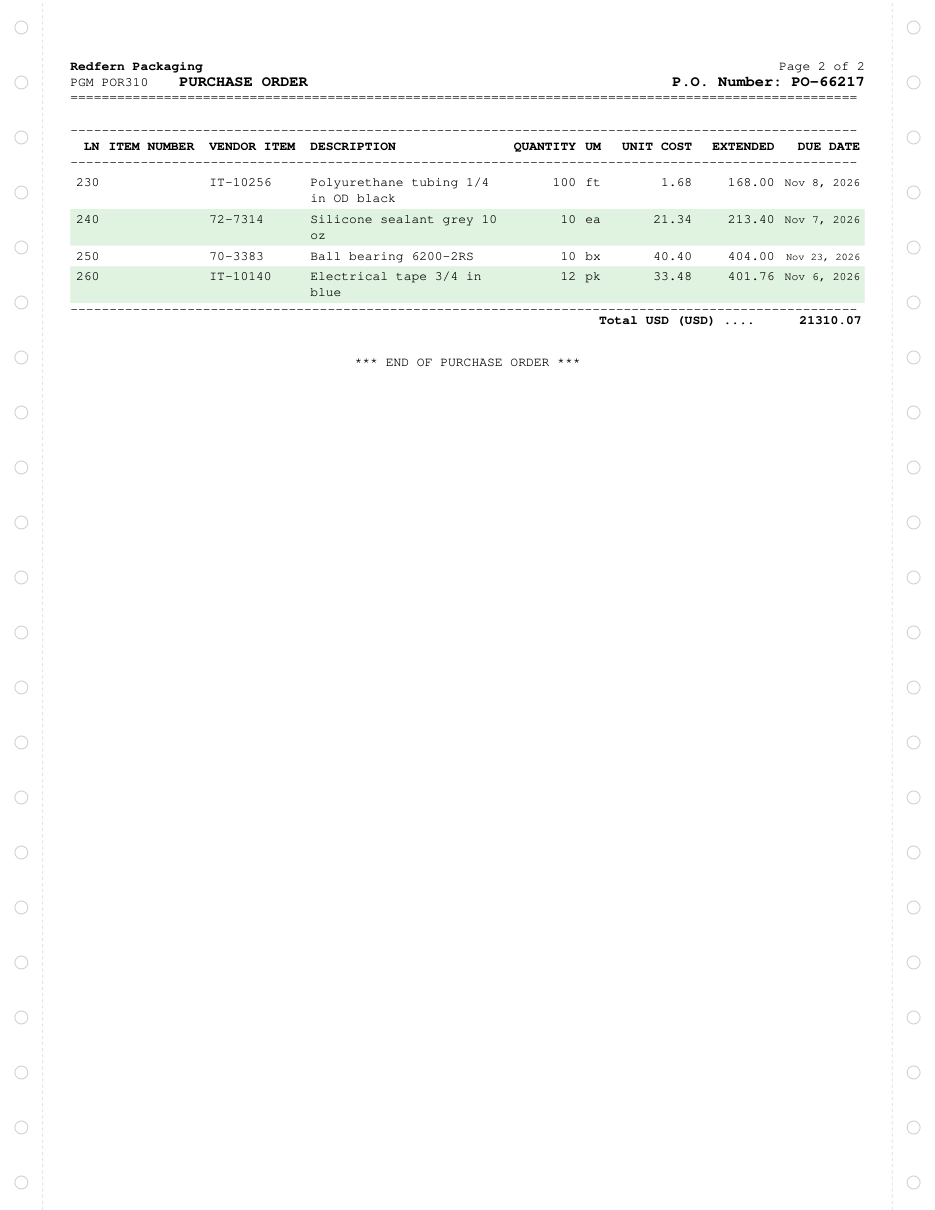 Redfern Packaging Page 2 of 2
PGM POR310 PURCHASE ORDER P.O. Number: PO-66217
=====================================================================================================
-----------------------------------------------------------------------------------------------------
LN ITEM NUMBER VENDOR ITEM DESCRIPTION QUANTITY UM UNIT COST EXTENDED DUE DATE
-----------------------------------------------------------------------------------------------------
230 IT-10256 Polyurethane tubing 1/4 100 ft 1.68 168.00 Nov 8, 2026
in OD black
240 72-7314 Silicone sealant grey 10 10 ea 21.34 213.40 Nov 7, 2026
oz
250 70-3383 Ball bearing 6200-2RS 10 bx 40.40 404.00 Nov 23, 2026
260 IT-10140 Electrical tape 3/4 in 12 pk 33.48 401.76 Nov 6, 2026
blue
-----------------------------------------------------------------------------------------------------
Total USD (USD) .... 21310.07
*** END OF PURCHASE ORDER ***